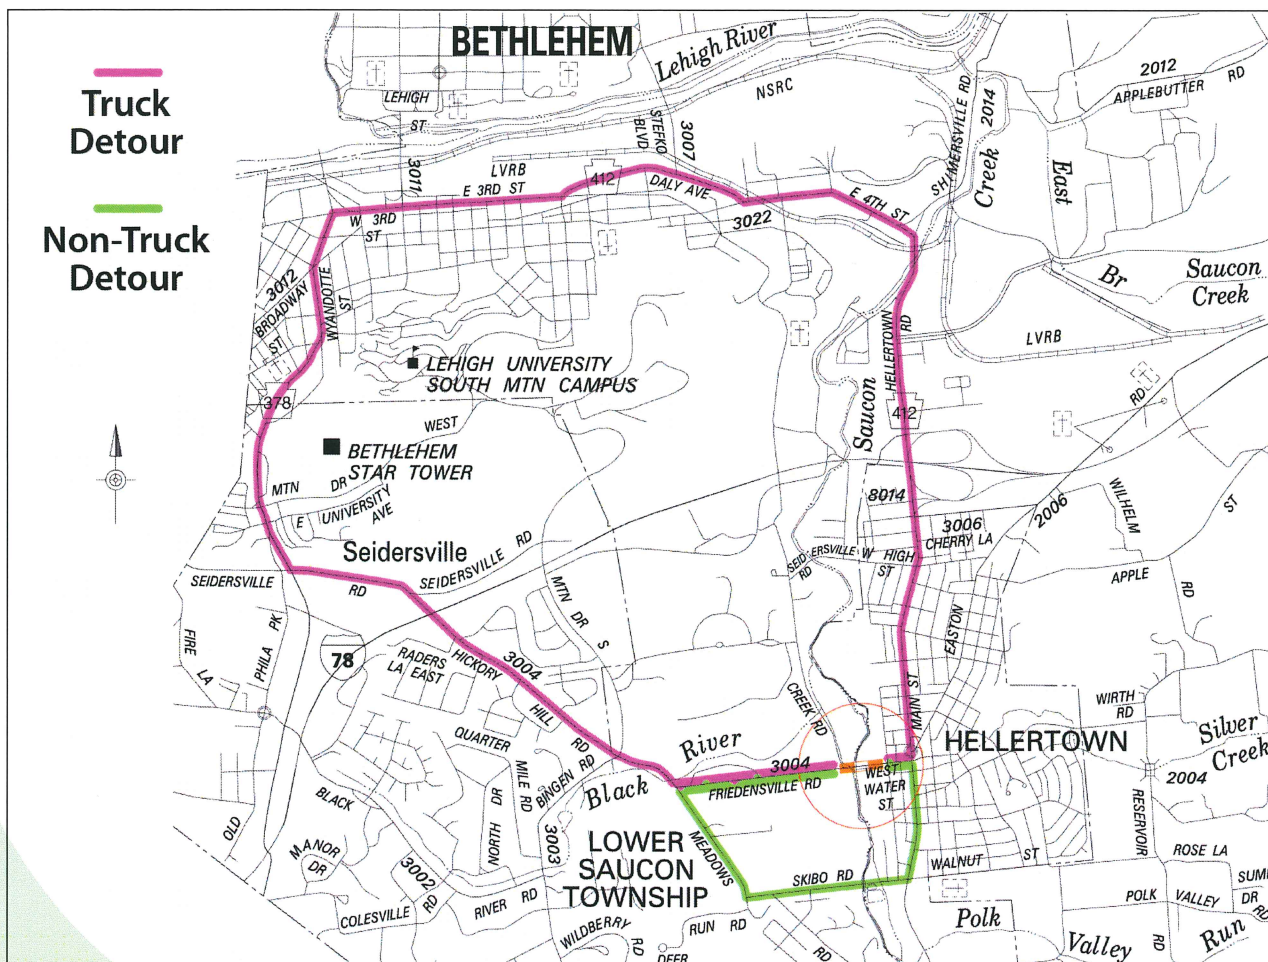 BETHLEHEM
Lehigh River
Truck
Detour
Non-Truck
Detour
LEHIGH
ST
NSRC
STEFKO
BLVD
3007
SHIMERSVILLE RD
2014
2012
APPLEBUTTER RD
Creek
East
3011
LVRB
E 3RD ST
412
DALY AVE
3022
E 4TH ST
W 3RD
ST
3012
BROADWAY
ST
WYANDOTTE
ST
Br
Saucon
Creek
HELLERTOWN
RD
LVRB
LEHIGH UNIVERSITY
SOUTH MTN CAMPUS
378
Saucon
412
RD
WEST
BETHLEHEM
STAR TOWER
MTN DR
E UNIVERSITY
AVE
8014
3006
CHERRY LA
2006
WILHELM
ST
Seidersville
SEIDERSVILLE RD
SEIDERSVILLE
RD
W HIGH
ST
SEIDERSVILLE
RD
MTN DR S
APPLE RD
EASTON
FIRE LA
PHILA PK
OLD
78
RADERS
LA EAST
HICKORY
HILL
RD
3004
CREEK RD
MAIN ST
WIRTH
RD
Silver
Creek
HELLERTOWN
2004
QUARTER
MILE RD
BINGEN RD
Black
River
3004
FRIEDENSVILLE RD
WEST
WATER
ST
RESERVOIR
RD
BLACK
RIVER RD
MANOR
DR
NORTH DR
3003
3002
COLESVILLE RD
LOWER
SAUCON
TOWNSHIP
MEADOWS
RD
SKIBO RD
WALNUT ST
ROSE LA
POLK VALLEY
DR
RD
WILDBERRY
RD
RUN RD
Polk
Valley
Run